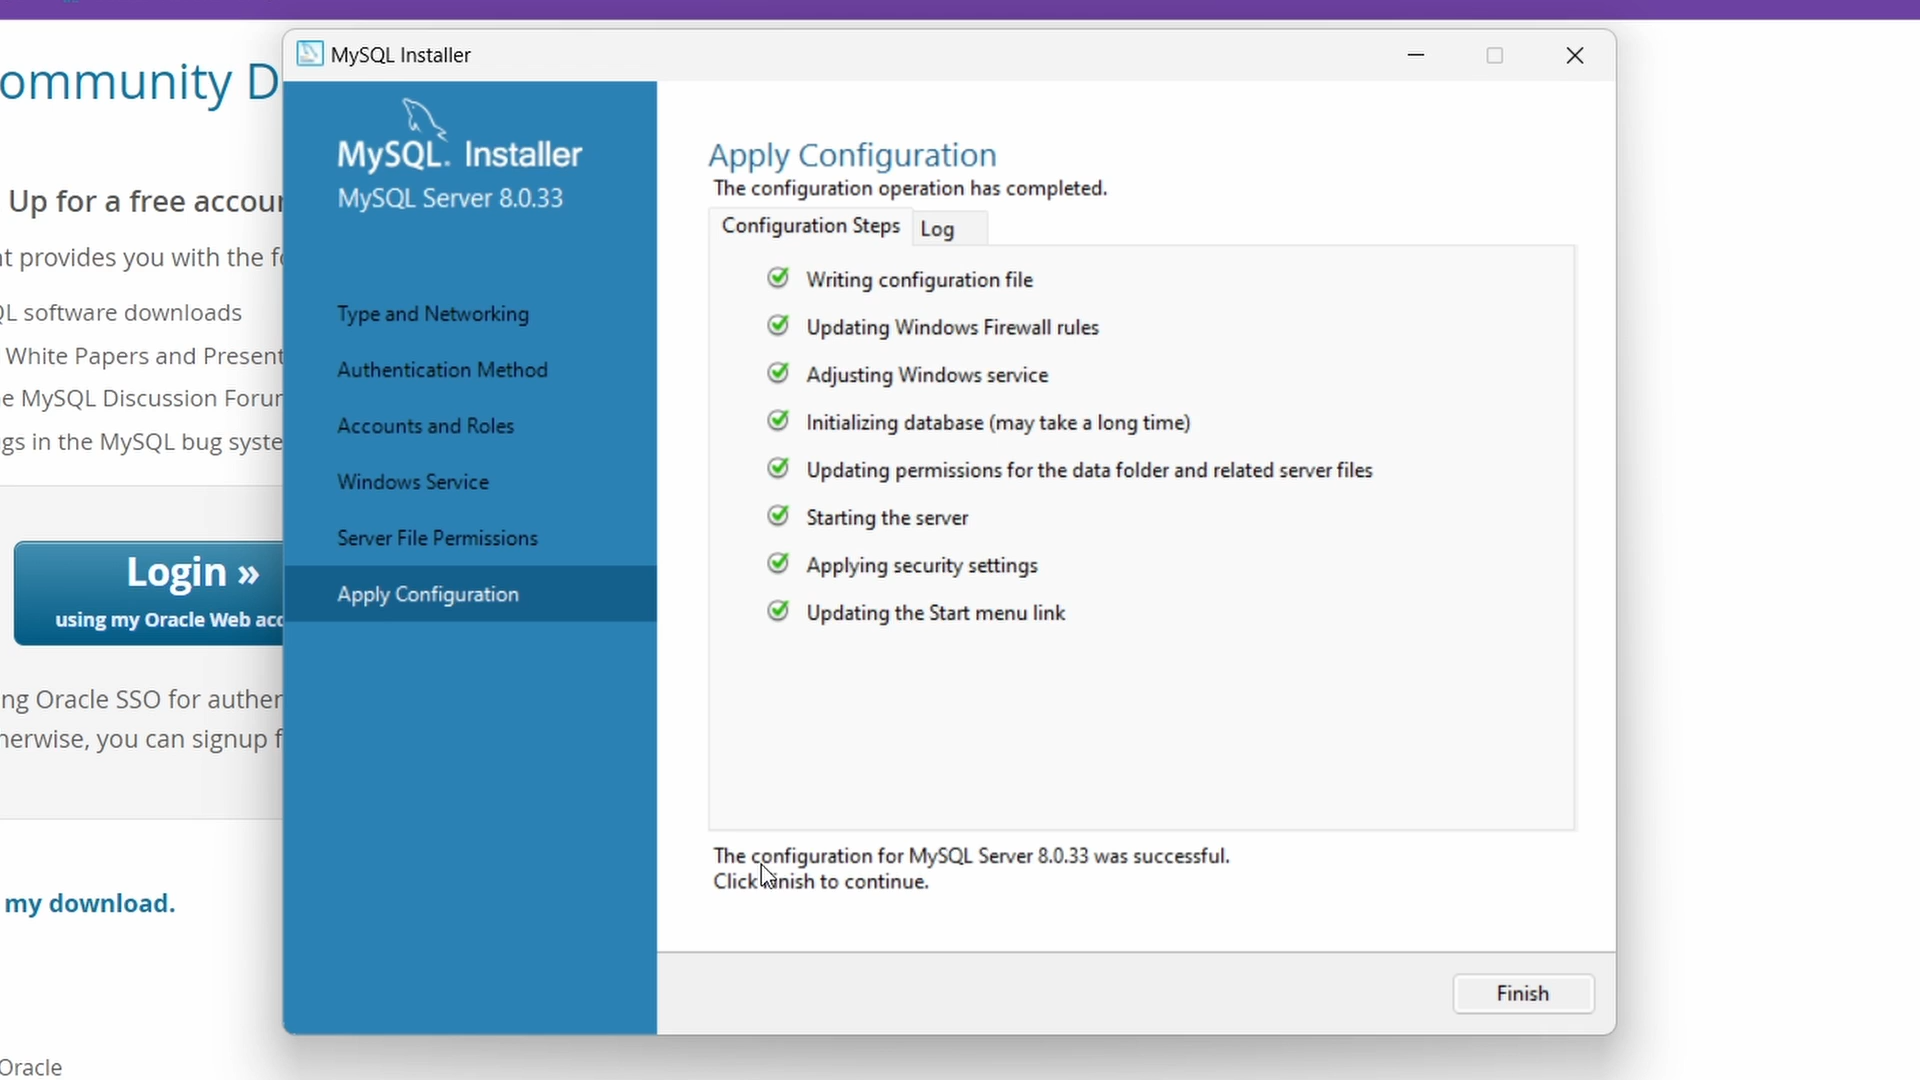 MySQL Installer
ommunity D
MySQL. Installer
MySQL Server 8.0.33
Up for a free accou
t provides you with the f
L software downloads
White Papers and Present
e MySQL Discussion Forur
gs in the MySQL bug syste
Login »
using my Oracle Web acc
ng Oracle SSO for auther
herwise, you can signup f
my download.
Oracle
Type and Networking
Authentication Method
Accounts and Roles
Windows Service
Server File Permissions
Apply Configuration
Apply Configuration
The configuration operation has completed.
Configuration Steps
Log
Writing configuration file
Updating Windows Firewall rules
Adjusting Windows service
Initializing database (may take a long time)
Updating permissions for the data folder and related server files
Starting the server
Applying security settings
Updating the Start menu link
The configuration for MySQL Server 8.0.33 was successful.
Click Finish to continue.
Finish